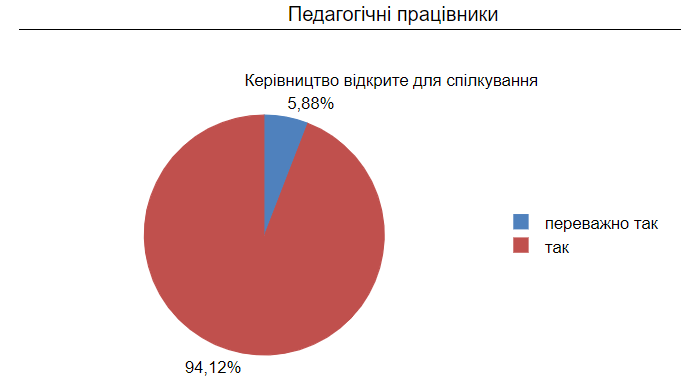 Педагогічні працівники
Керівництво відкрите для спілкування
5,88%
переважно так
так
94,12%